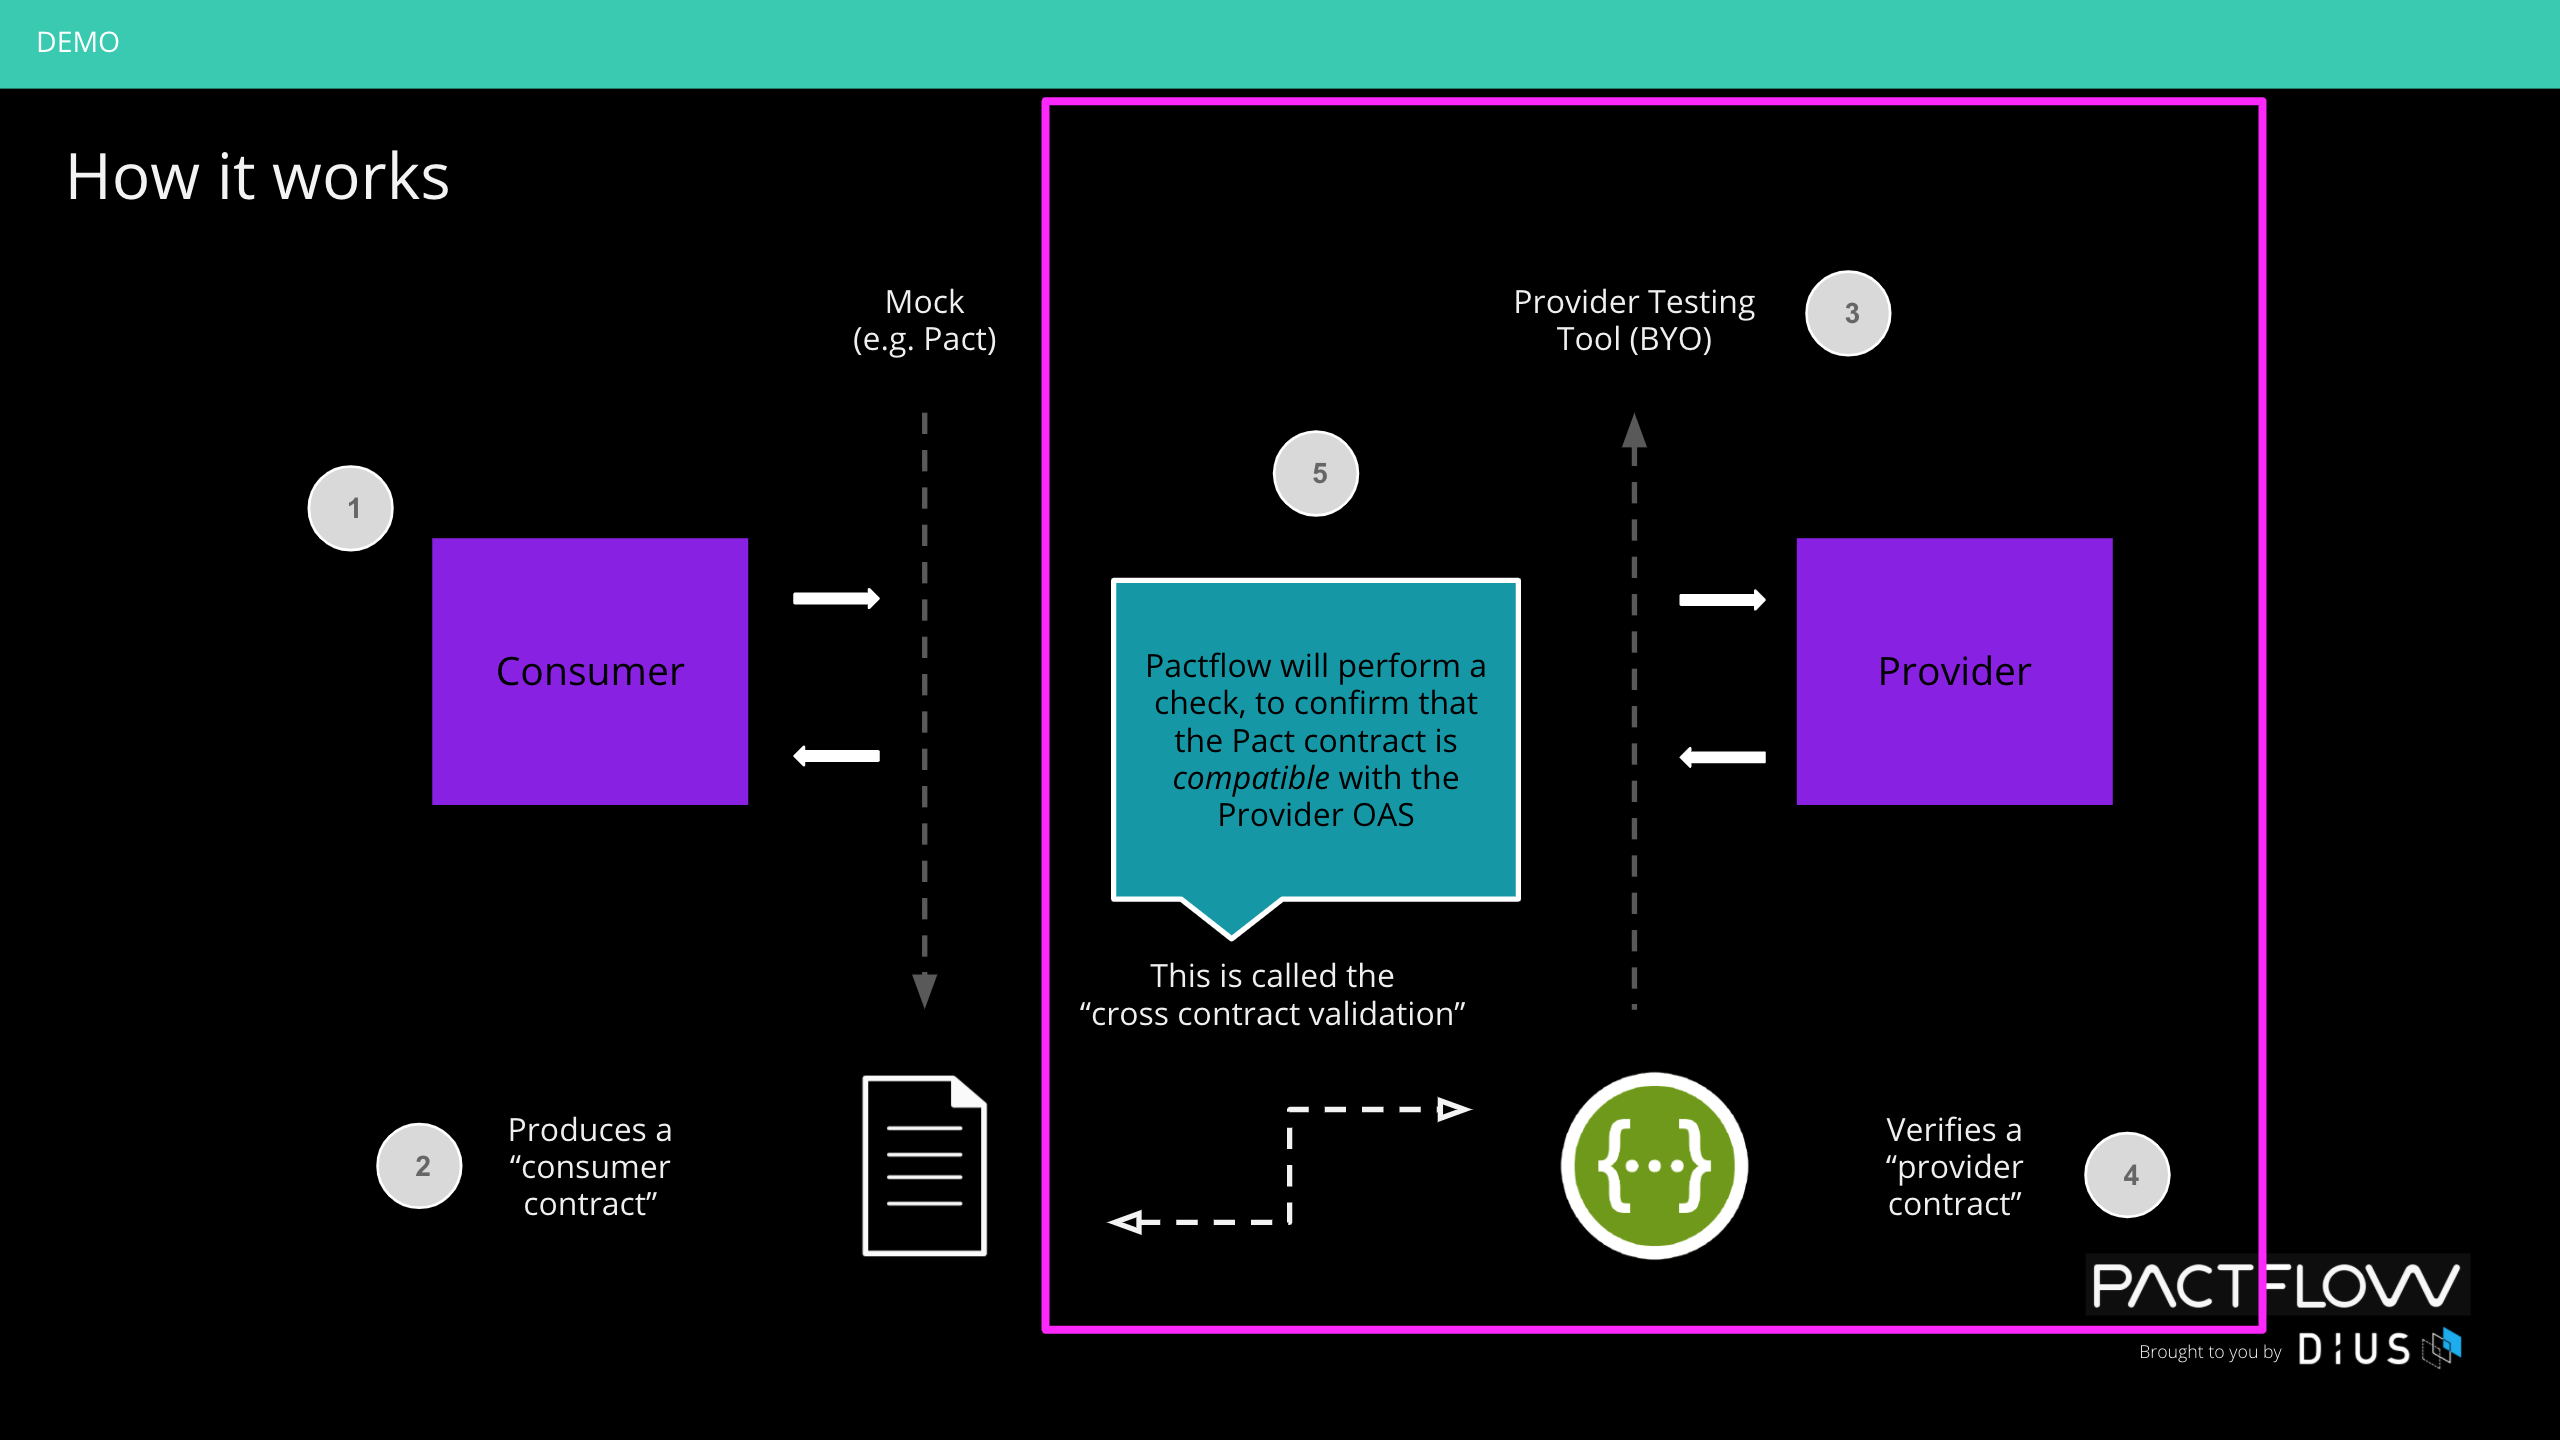 DEMO
How it works
Mock
(e.g. Pact)
Provider Testing
Tool (BYO)
3
5
1
Consumer
Pactflow will perform a
check, to confirm that
the Pact contract is
compatible with the
Provider OAS
Provider
This is called the
“cross contract validation”
2
Produces a
“consumer
contract”
{...}
Verifies a
“provider
contract”
4
PACTFLOW
Brought to you by DiUS